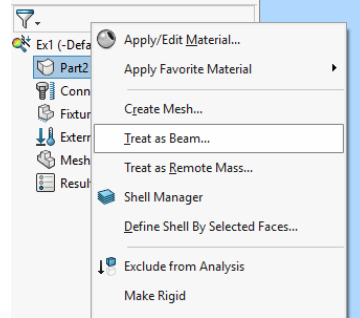 Ex1 (-Defa
Part2
Conn
Fixtur
Extern
Mesh
Resul
Apply/Edit Material...
Apply Favorite Material
Create Mesh...
Treat as Beam...
Treat as Remote Mass...
Shell Manager
Define Shell By Selected Faces...
Exclude from Analysis
Make Rigid